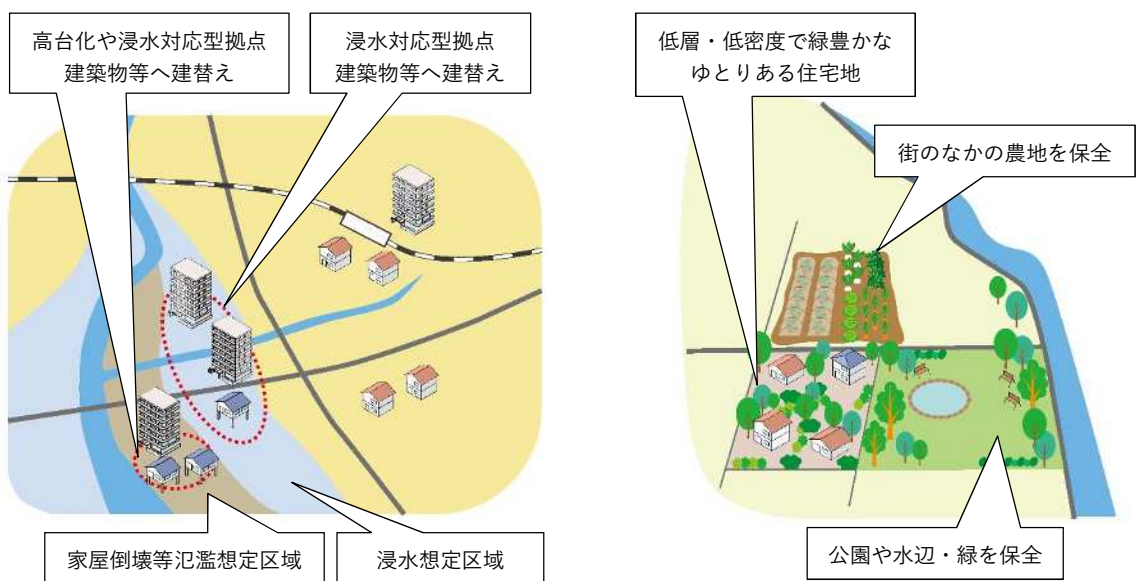 高台化や浸水対応型拠点
建築物等へ建替え
浸水対応型拠点
建築物等へ建替え
低層・低密度で緑豊かな
ゆとりある住宅地
街のなかの農地を保全
家屋倒壊等氾濫想定区域
浸水想定区域
公園や水辺・緑を保全